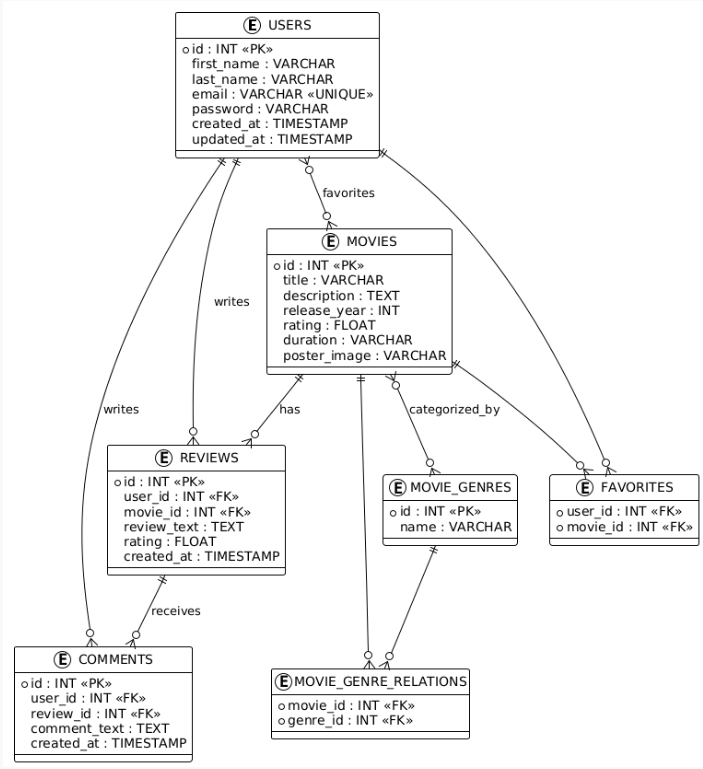 E USERS
id : INT «PK»
first_name : VARCHAR
last_name : VARCHAR
email : VARCHAR «UNIQUE»
password : VARCHAR
created_at : TIMESTAMP
updated_at : TIMESTAMP
favorites
E MOVIES
id : INT «PK»
title : VARCHAR
description : TEXT
release_year : INT
rating : FLOAT
duration : VARCHAR
poster_image : VARCHAR
writes
writes
has
categorized_by
E REVIEWS
id : INT «PK»
user_id : INT «FK»
movie_id : INT «FK»
review_text : TEXT
rating : FLOAT
created_at : TIMESTAMP
E MOVIE_GENRES
id : INT «PK»
name : VARCHAR
E FAVORITES
user_id : INT «FK»
movie_id : INT «FK»
receives
E COMMENTS
id : INT «PK»
user_id : INT «FK»
review_id : INT «FK»
comment_text : TEXT
created_at : TIMESTAMP
E MOVIE_GENRE_RELATIONS
movie_id : INT «FK»
genre_id : INT «FK»